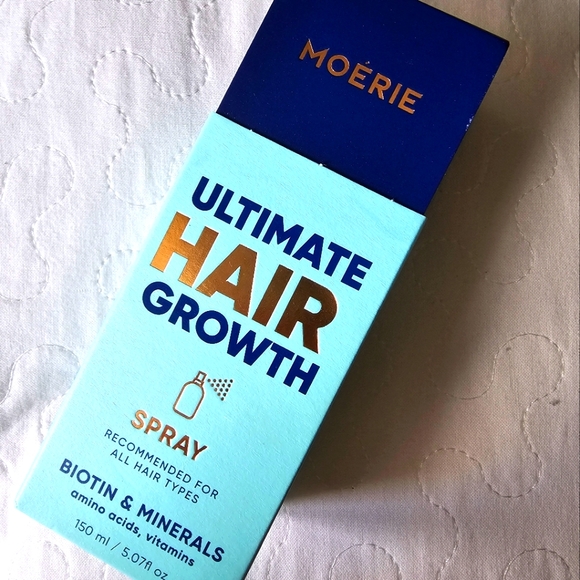 MOÉRIE
ULTIMATE
HAIR
GROWTH
SPRAY
RECOMMENDED FOR
ALL HAIR TYPES
BIOTIN & MINERALS
amino acids, vitamins
150 ml / 5.07fl oz